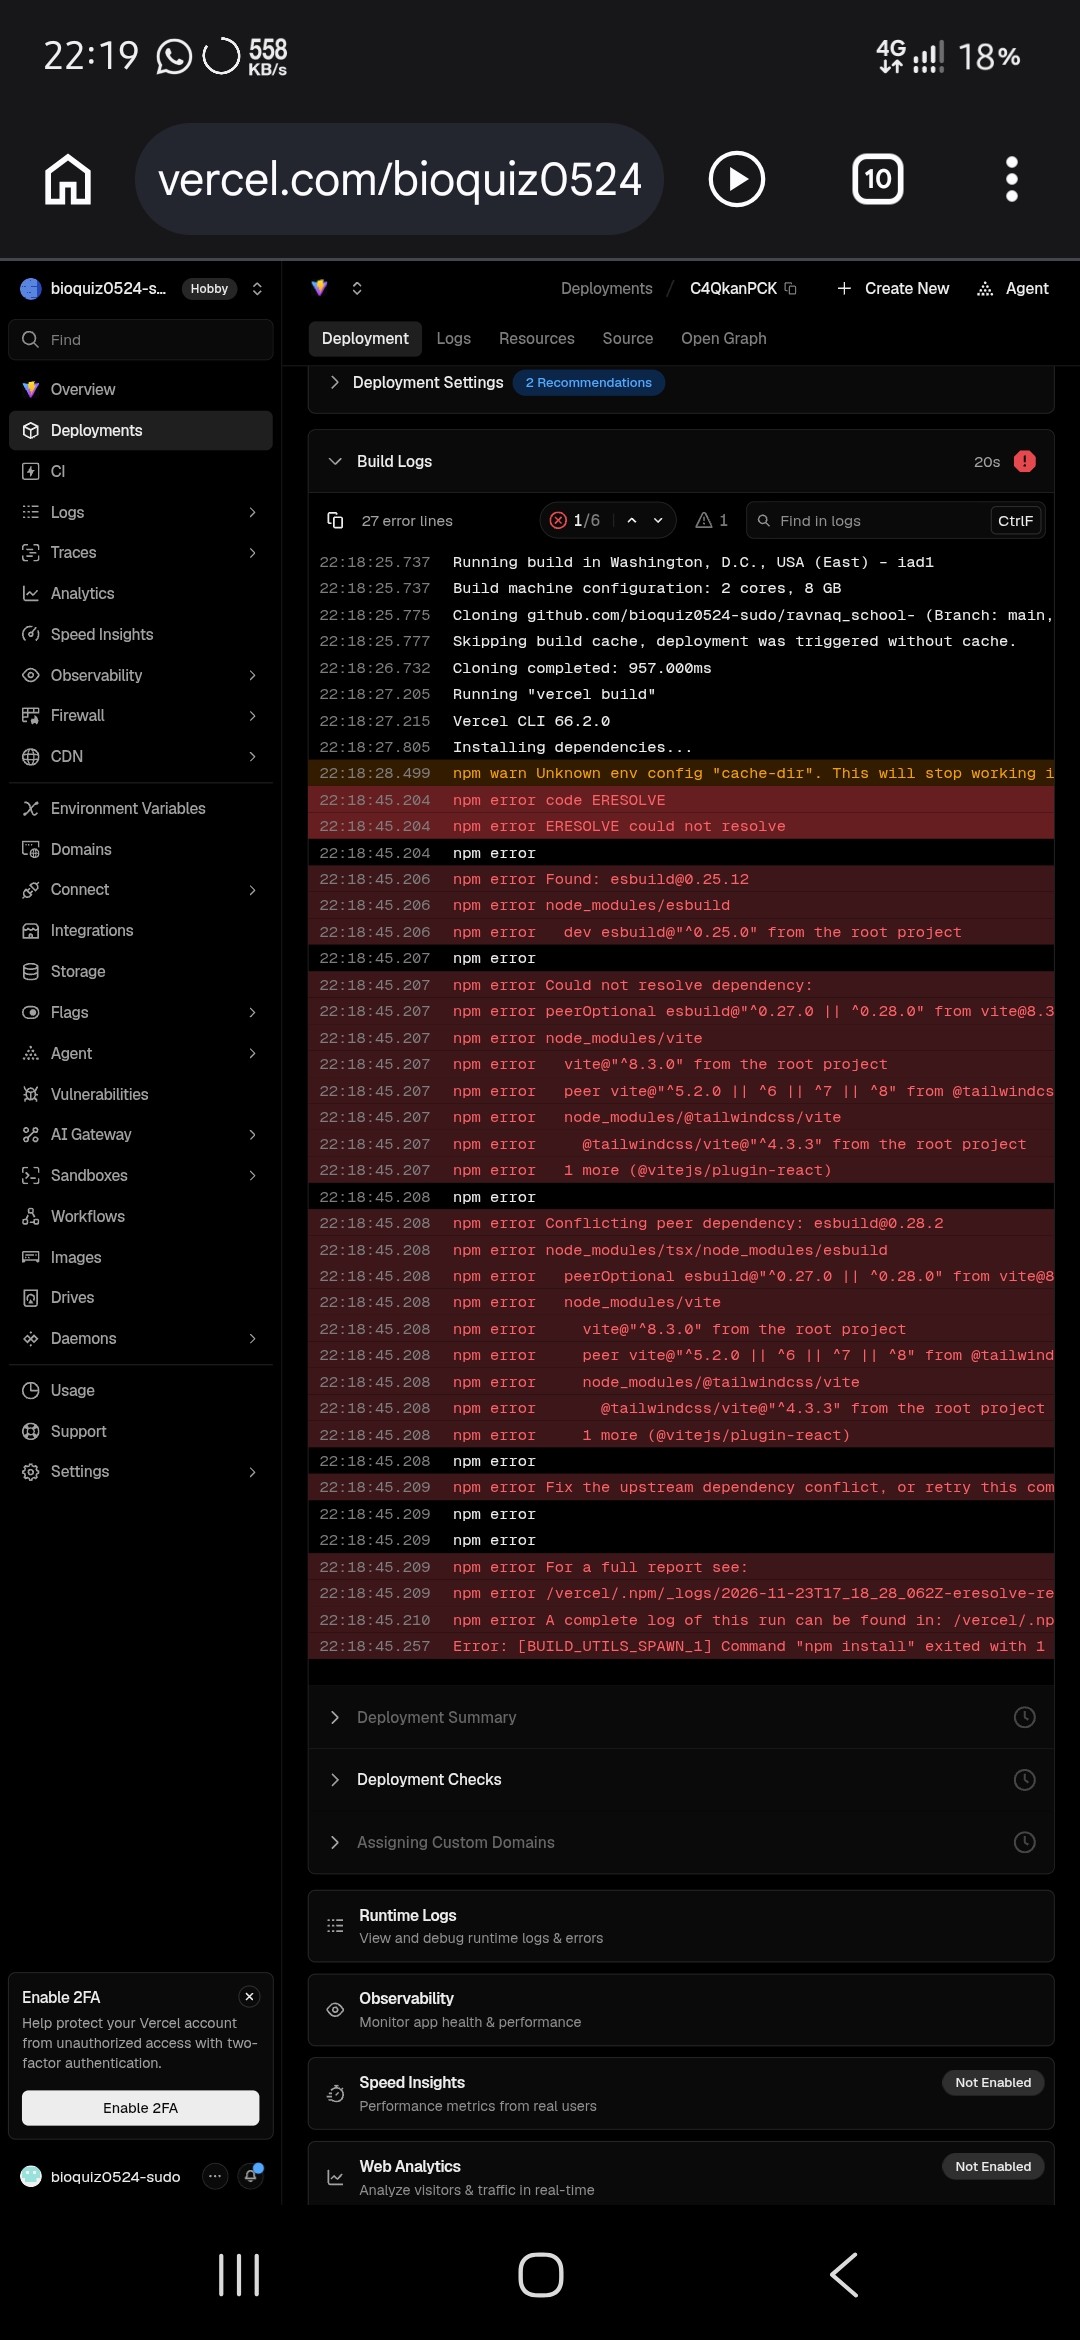 22:19
558
KB/s
4G
18%
vercel.com/bioquiz0524
10
bioquiz0524-s...
Hobby
Deployments / C4QkanPCK
Create New
Agent
Find
Deployment
Logs
Resources
Source
Open Graph
Overview
Deployments
CI
Logs
Traces
Analytics
Speed Insights
Observability
Firewall
CDN
Environment Variables
Domains
Connect
Integrations
Storage
Flags
Agent
Vulnerabilities
AI Gateway
Sandboxes
Workflows
Images
Drives
Daemons
Usage
Support
Settings
Enable 2FA
Help protect your Vercel account
from unauthorized access with two-
factor authentication.
Enable 2FA
bioquiz0524-sudo
Deployment Settings
2 Recommendations
Build Logs
20s
27 error lines
1/6
1
Find in logs
CtrlF
22:18:25.737 Running build in Washington, D.C., USA (East) – iad1
22:18:25.737 Build machine configuration: 2 cores, 8 GB
22:18:25.775 Cloning github.com/bioquiz0524-sudo/ravnaq_school- (Branch: main,
22:18:25.777 Skipping build cache, deployment was triggered without cache.
22:18:26.732 Cloning completed: 957.000ms
22:18:27.205 Running "vercel build"
22:18:27.215 Vercel CLI 66.2.0
22:18:27.805 Installing dependencies...
22:18:28.499 npm warn Unknown env config "cache-dir". This will stop working i
22:18:45.204 npm error code ERESOLVE
22:18:45.204 npm error ERESOLVE could not resolve
22:18:45.204 npm error
22:18:45.206 npm error Found: esbuild@0.25.12
22:18:45.206 npm error node_modules/esbuild
22:18:45.206 npm error   dev esbuild@"^0.25.0" from the root project
22:18:45.207 npm error
22:18:45.207 npm error Could not resolve dependency:
22:18:45.207 npm error peerOptional esbuild@"^0.27.0 || ^0.28.0" from vite@8.3
22:18:45.207 npm error node_modules/vite
22:18:45.207 npm error   vite@"^8.3.0" from the root project
22:18:45.207 npm error   peer vite@"^5.2.0 || ^6 || ^7 || ^8" from @tailwindcs
22:18:45.207 npm error   node_modules/@tailwindcss/vite
22:18:45.207 npm error     @tailwindcss/vite@"^4.3.3" from the root project
22:18:45.207 npm error   1 more (@vitejs/plugin-react)
22:18:45.208 npm error
22:18:45.208 npm error Conflicting peer dependency: esbuild@0.28.2
22:18:45.208 npm error node_modules/tsx/node_modules/esbuild
22:18:45.208 npm error   peerOptional esbuild@"^0.27.0 || ^0.28.0" from vite@8
22:18:45.208 npm error   node_modules/vite
22:18:45.208 npm error     vite@"^8.3.0" from the root project
22:18:45.208 npm error     peer vite@"^5.2.0 || ^6 || ^7 || ^8" from @tailwind
22:18:45.208 npm error     node_modules/@tailwindcss/vite
22:18:45.208 npm error       @tailwindcss/vite@"^4.3.3" from the root project
22:18:45.208 npm error     1 more (@vitejs/plugin-react)
22:18:45.208 npm error
22:18:45.209 npm error Fix the upstream dependency conflict, or retry this com
22:18:45.209 npm error
22:18:45.209 npm error
22:18:45.209 npm error For a full report see:
22:18:45.209 npm error /vercel/.npm/_logs/2026-11-23T17_18_28_062Z-eresolve-re
22:18:45.210 npm error A complete log of this run can be found in: /vercel/.np
22:18:45.257 Error: [BUILD_UTILS_SPAWN_1] Command "npm install" exited with 1
Deployment Summary
Deployment Checks
Assigning Custom Domains
Runtime Logs
View and debug runtime logs & errors
Observability
Monitor app health & performance
Speed Insights
Not Enabled
Performance metrics from real users
Web Analytics
Not Enabled
Analyze visitors & traffic in real-time